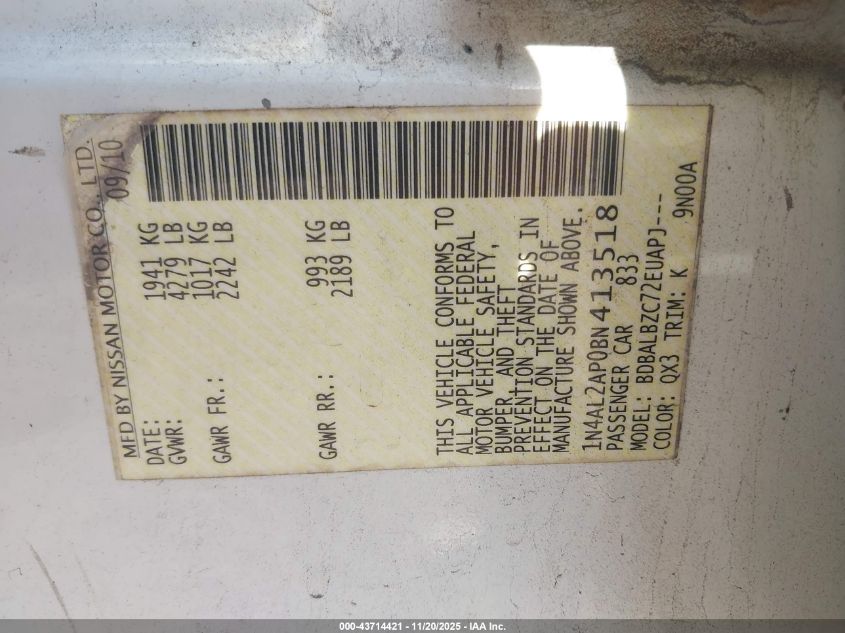 MFD BY NISSAN MOTOR CO., LTD.
DATE: 09/10
GVWR: 1941 KG
4279 LB
GAWR FR.: 1017 KG
2242 LB
GAWR RR.: 993 KG
2189 LB
THIS VEHICLE CONFORMS TO
ALL APPLICABLE FEDERAL
MOTOR VEHICLE SAFETY,
BUMPER, AND THEFT
PREVENTION STANDARDS IN
EFFECT ON THE DATE OF
MANUFACTURE SHOWN ABOVE.
1N4AL2AP0BN413518
PASSENGER CAR 833
MODEL: BDBALBZC72EUAPJ---
COLOR: QX3 TRIM: K 9N00A
000-43714421 - 11/20/2025 - IAA Inc.